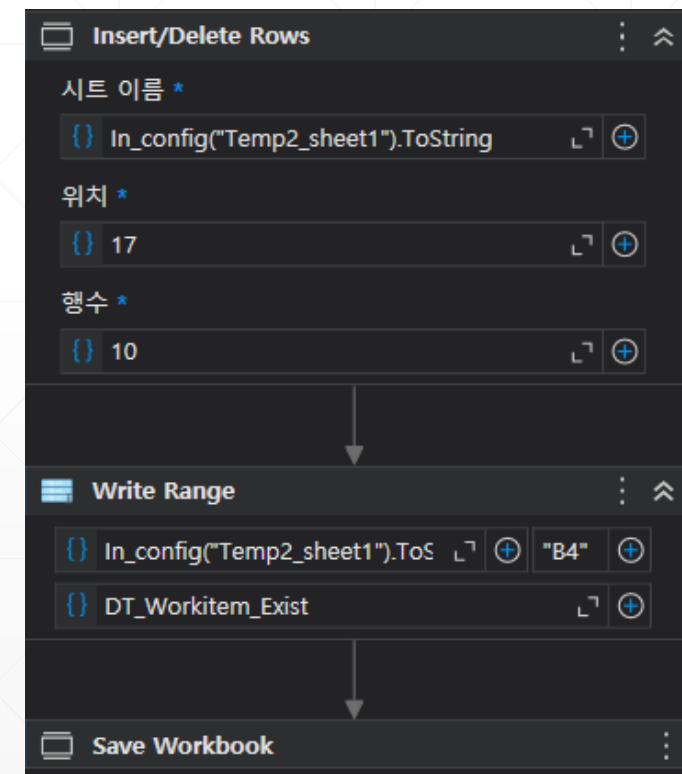 Insert/Delete Rows
시트 이름 *
{} In_config("Temp2_sheet1").ToString
위치 *
{} 17
행수 *
{} 10
Write Range
{} In_config("Temp2_sheet1").ToS "B4"
{} DT_Workitem_Exist
Save Workbook